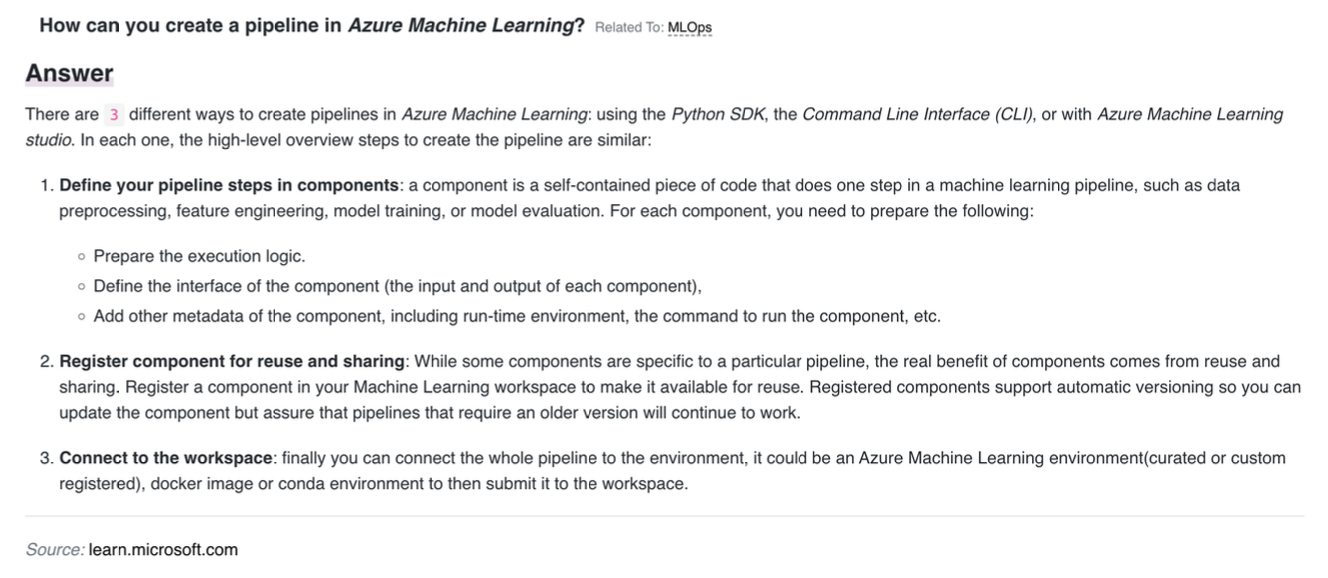 How can you create a pipeline in Azure Machine Learning? Related To: MLOps
Answer
There are 3 different ways to create pipelines in Azure Machine Learning: using the Python SDK, the Command Line Interface (CLI), or with Azure Machine Learning
studio. In each one, the high-level overview steps to create the pipeline are similar:
1. Define your pipeline steps in components: a component is a self-contained piece of code that does one step in a machine learning pipeline, such as data
preprocessing, feature engineering, model training, or model evaluation. For each component, you need to prepare the following:
◦ Prepare the execution logic.
◦ Define the interface of the component (the input and output of each component),
◦ Add other metadata of the component, including run-time environment, the command to run the component, etc.
2. Register component for reuse and sharing: While some components are specific to a particular pipeline, the real benefit of components comes from reuse and
sharing. Register a component in your Machine Learning workspace to make it available for reuse. Registered components support automatic versioning so you can
update the component but assure that pipelines that require an older version will continue to work.
3. Connect to the workspace: finally you can connect the whole pipeline to the environment, it could be an Azure Machine Learning environment(curated or custom
registered), docker image or conda environment to then submit it to the workspace.
Source: learn.microsoft.com